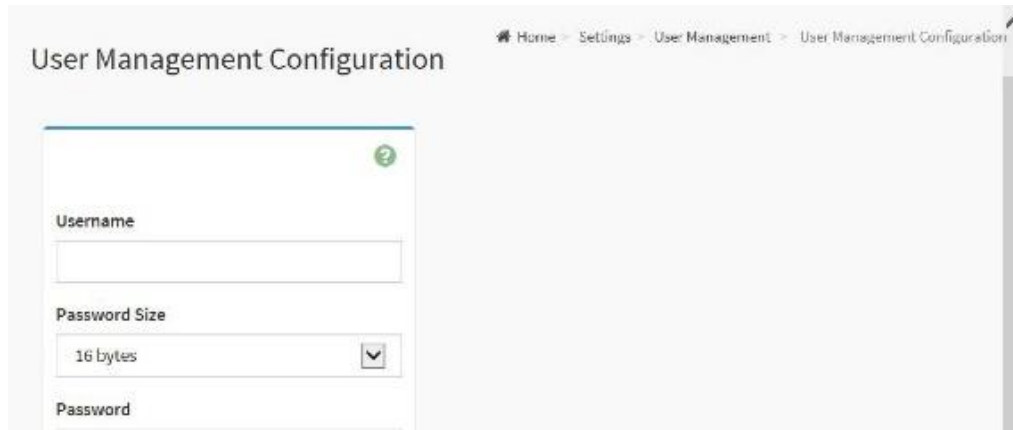 Home > Settings > User Management > User Management Configuration
User Management Configuration
Username
Password Size
16 bytes
Password